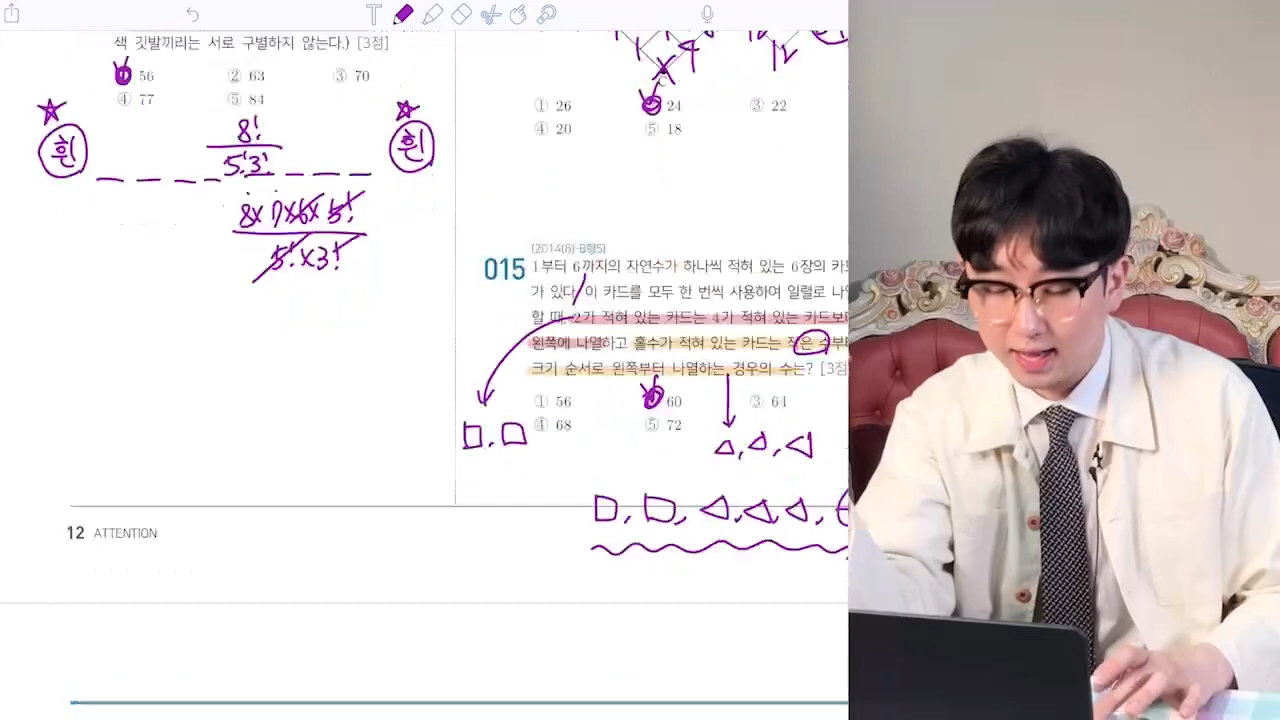 색 깃발끼리는 서로 구별하지 않는다.) [3점]
① 56 ② 63 ③ 70
④ 77 ⑤ 84
흰 8! 흰
5!3!
8×7×6×5!
5!×3!
12 ATTENTION
① 26 ② 24 ③ 22
④ 20 ⑤ 18
(2014(6)-B형5)
015 1부터 6까지의 자연수가 하나씩 적혀 있는 6장의 카드
가 있다. 이 카드를 모두 한 번씩 사용하여 일렬로 나
할 때, 2가 적혀 있는 카드는 4가 적혀 있는 카드보다
왼쪽에 나열하고 홀수가 적혀 있는 카드는 작은 수부터
크기 순서로 왼쪽부터 나열하는 경우의 수는? [3점
① 56 ② 60 ③ 64
④ 68 ⑤ 72